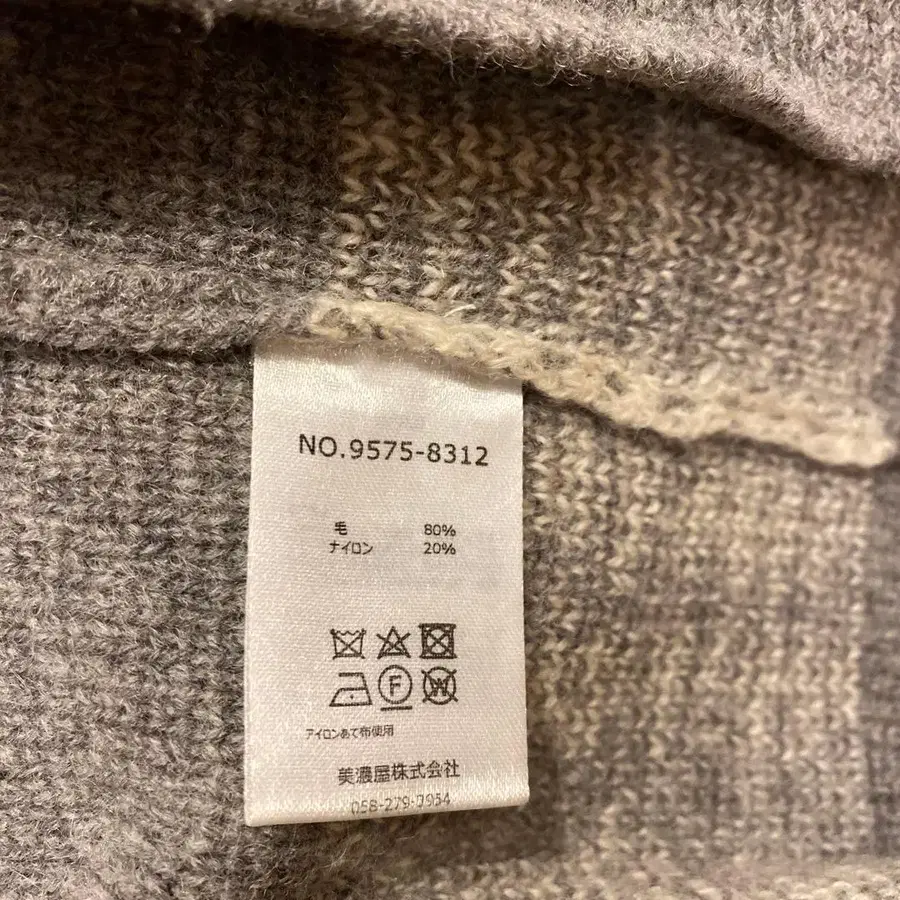 NO.9575-8312
毛 80%
ナイロン 20%
F W
アイロンあて布使用
美濃屋株式会社
058-279-7954